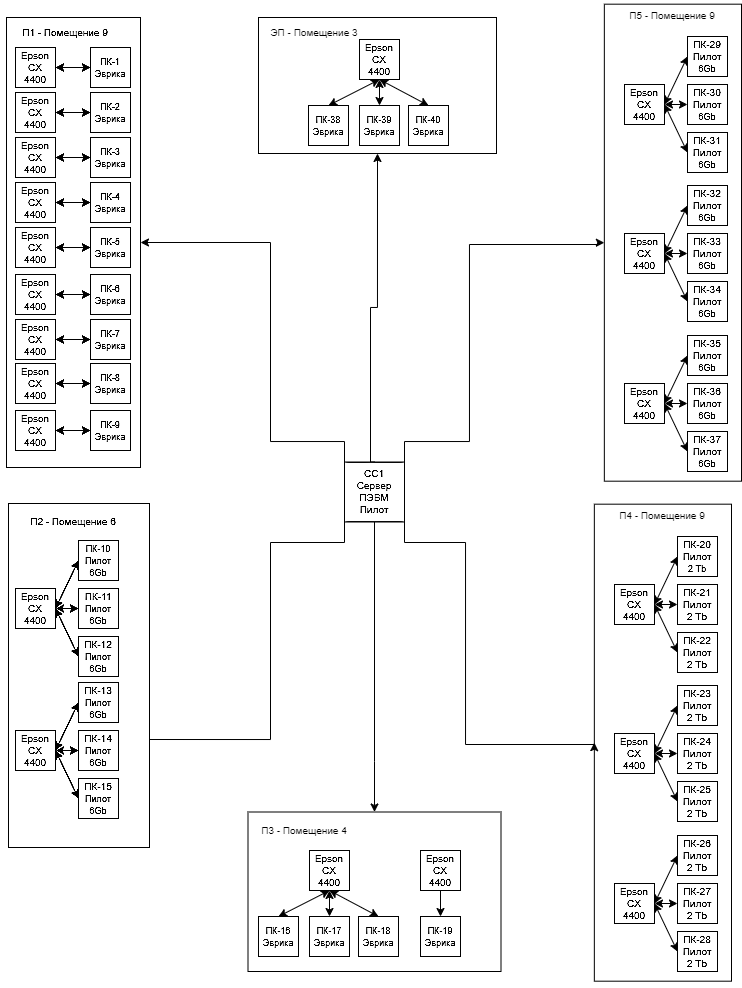 П1 - Помещение 9
Epson
CX
4400
ПК-1
Эврика
Epson
CX
4400
ПК-2
Эврика
Epson
CX
4400
ПК-3
Эврика
Epson
CX
4400
ПК-4
Эврика
Epson
CX
4400
ПК-5
Эврика
Epson
CX
4400
ПК-6
Эврика
Epson
CX
4400
ПК-7
Эврика
Epson
CX
4400
ПК-8
Эврика
Epson
CX
4400
ПК-9
Эврика
ЭП - Помещение 3
Epson
CX
4400
ПК-38
Эврика
ПК-39
Эврика
ПК-40
Эврика
П5 - Помещение 9
Epson
CX
4400
ПК-29
Пилот
6Gb
ПК-30
Пилот
6Gb
ПК-31
Пилот
6Gb
Epson
CX
4400
ПК-32
Пилот
6Gb
ПК-33
Пилот
6Gb
ПК-34
Пилот
6Gb
Epson
CX
4400
ПК-35
Пилот
6Gb
ПК-36
Пилот
6Gb
ПК-37
Пилот
6Gb
СС1
Сервер
ПЭВМ
Пилот
П2 - Помещение 6
Epson
CX
4400
ПК-10
Пилот
6Gb
ПК-11
Пилот
6Gb
ПК-12
Пилот
6Gb
Epson
CX
4400
ПК-13
Пилот
6Gb
ПК-14
Пилот
6Gb
ПК-15
Пилот
6Gb
П3 - Помещение 4
Epson
CX
4400
ПК-16
Эврика
ПК-17
Эврика
ПК-18
Эврика
Epson
CX
4400
ПК-19
Эврика
П4 - Помещение 9
Epson
CX
4400
ПК-20
Пилот
2 Tb
ПК-21
Пилот
2 Tb
ПК-22
Пилот
2 Tb
Epson
CX
4400
ПК-23
Пилот
2 Tb
ПК-24
Пилот
2 Tb
ПК-25
Пилот
2 Tb
Epson
CX
4400
ПК-26
Пилот
2 Tb
ПК-27
Пилот
2 Tb
ПК-28
Пилот
2 Tb